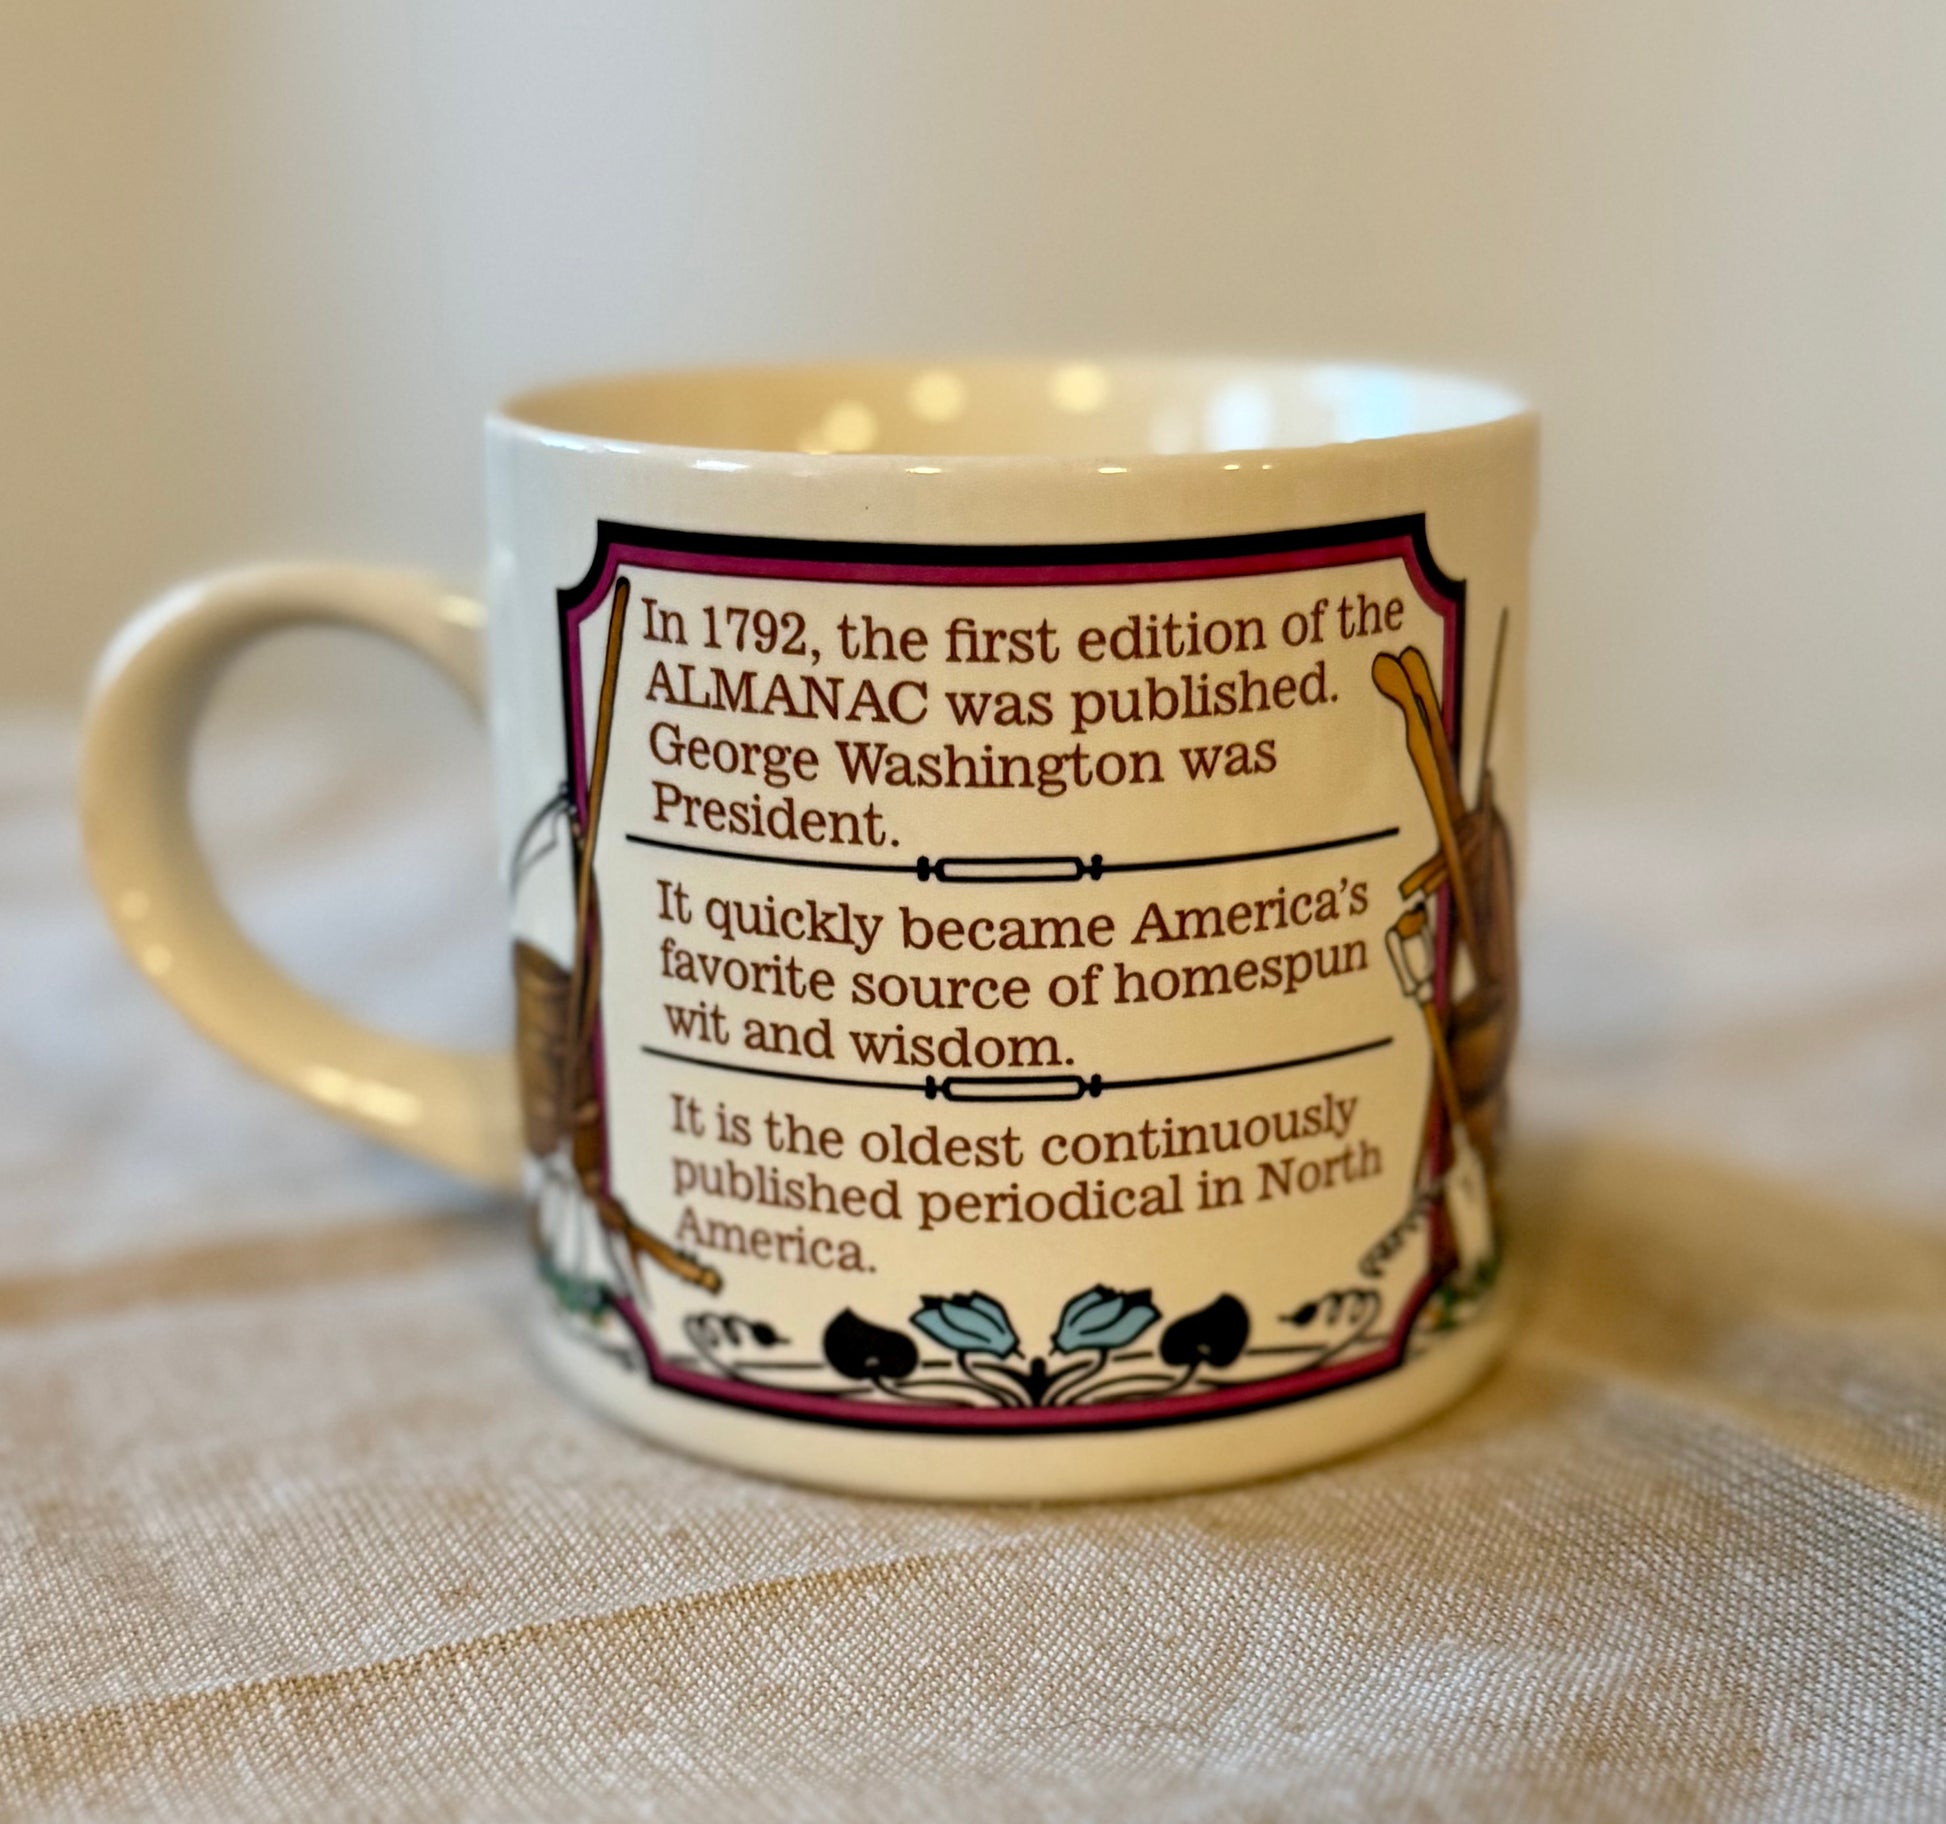 In 1792, the first edition of the
ALMANAC was published.
George Washington was
President.
It quickly became America's
favorite source of homespun
wit and wisdom.
It is the oldest continuously
published periodical in North
America.